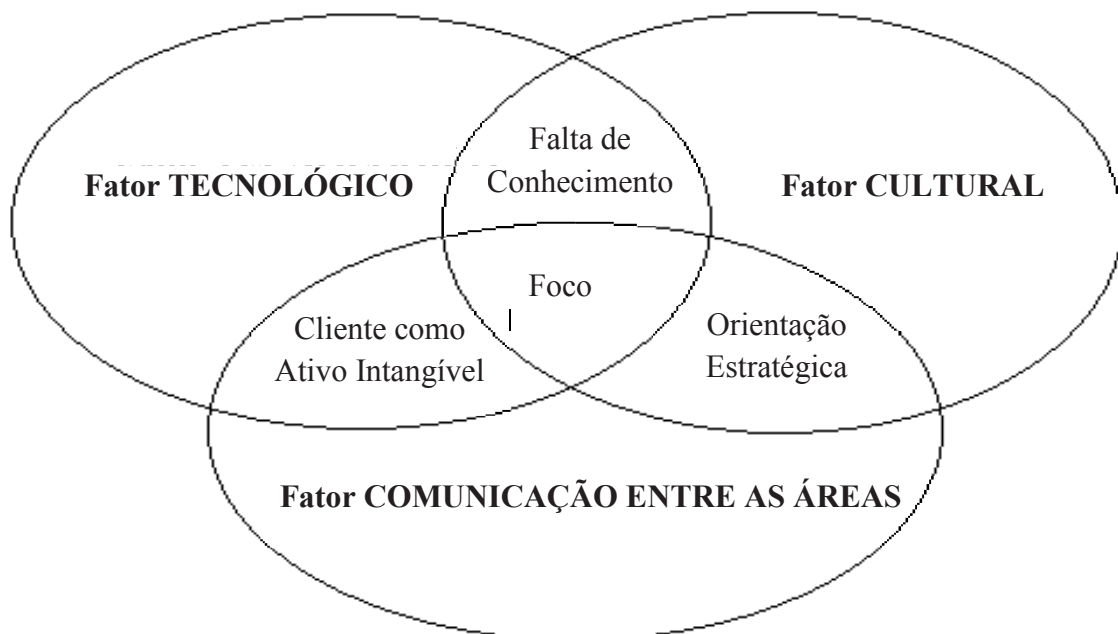 Falta de
Conhecimento
Fator TECNOLÓGICO
Fator CULTURAL
Foco
Cliente como
Ativo Intangível
Orientação
Estratégica
Fator COMUNICAÇÃO ENTRE AS ÁREAS